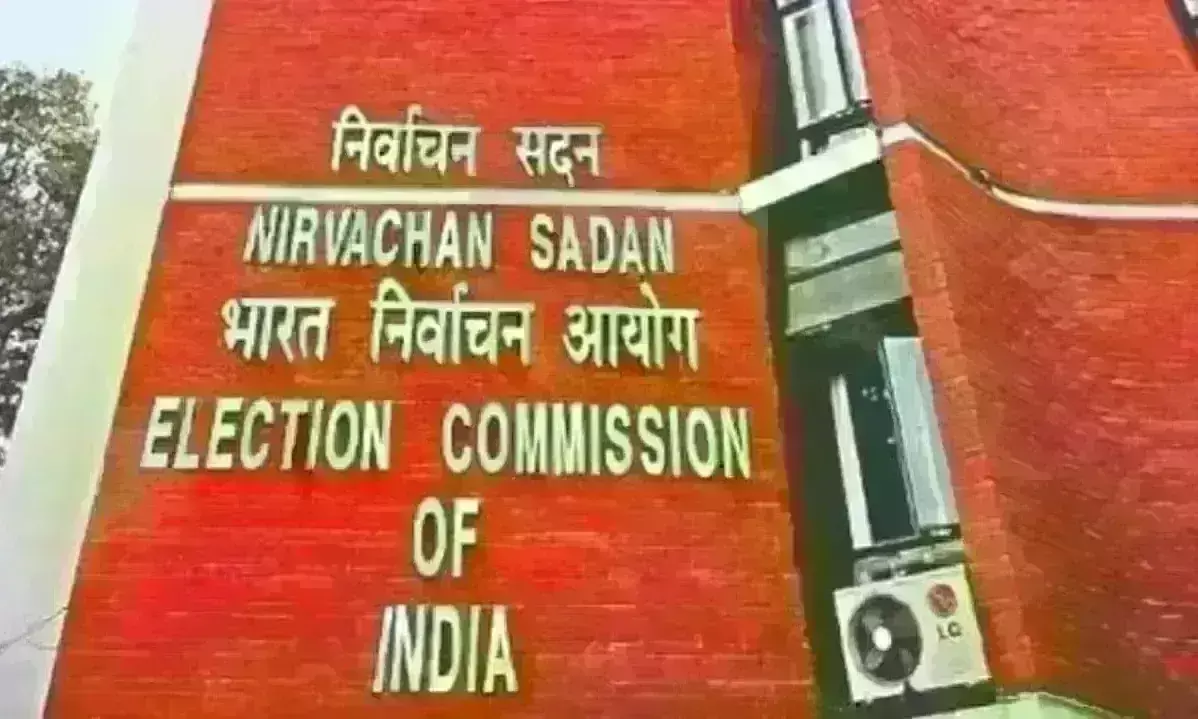 निर्वाचन सदन
NIRVACHAN SADAN
भारत निर्वाचन आयोग
ELECTION COMMISSION
OF
INDIA
LG